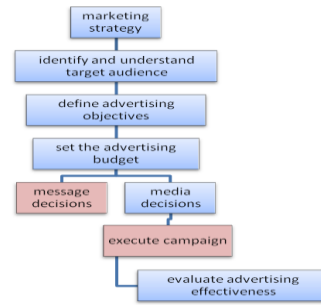 marketing
strategy
identify and understand
target audience
define advertising
objectives
set the advertising
budget
message
decisions
media
decisions
execute campaign
evaluate advertising
effectiveness